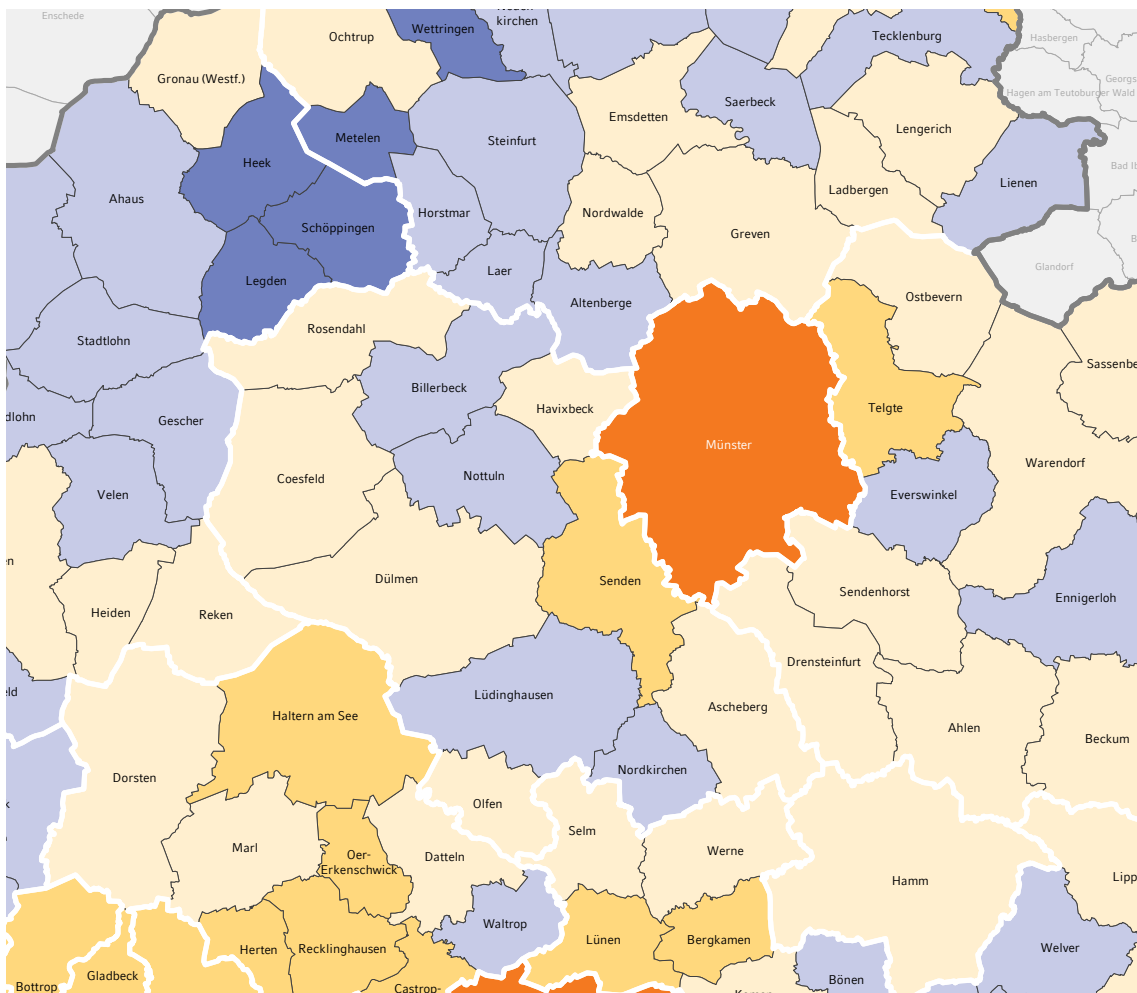 Enschede
Neuen-
kirchen
Wettringen
Ochtrup
Tecklenburg
Hasbergen
Gronau (Westf.)
Georgs
Hagen am Teutoburger Wald
Saerbeck
Emsdetten
Lengerich
Metelen
Steinfurt
Heek
Bad Ib
Lienen
Ladbergen
Ahaus
Horstmar
Nordwalde
Schöppingen
Greven
B
Glandorf
Laer
Legden
Ostbevern
Altenberge
Rosendahl
Stadtlohn
Sassenbe
Billerbeck
Havixbeck
Telgte
dlohn
Gescher
Münster
Warendorf
Coesfeld
Nottuln
Velen
Everswinkel
en
Dülmen
Senden
Sendenhorst
Ennigerloh
Heiden
Reken
Drensteinfurt
eld
Lüdinghausen
Ascheberg
Haltern am See
Ahlen
Beckum
Nordkirchen
Dorsten
k
Olfen
Selm
Marl
Oer-
Erkenschwick
Datteln
Werne
Hamm
Lipp
Waltrop
Lünen
Bergkamen
Herten
Recklinghausen
Welver
Gladbeck
Bönen
Bottrop
Castrop-